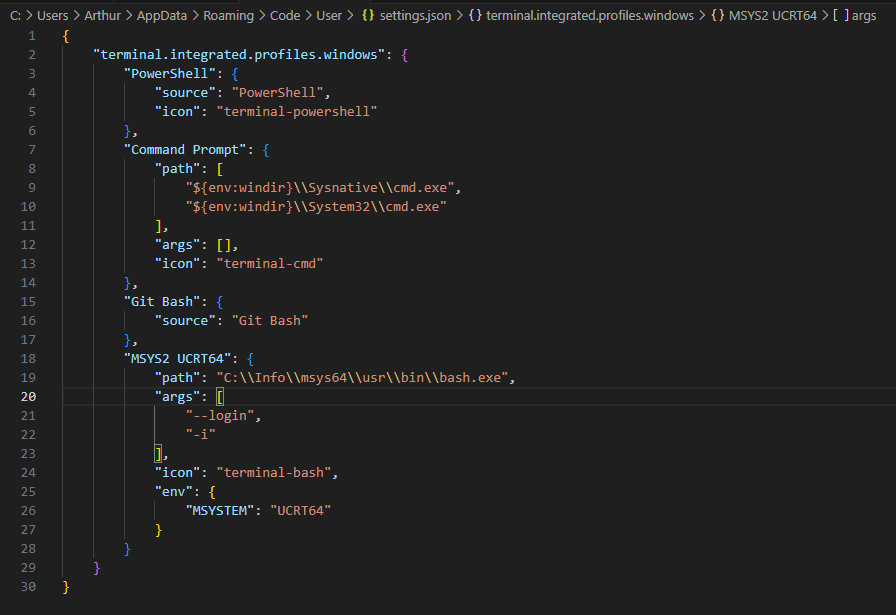 C: > Users > Arthur > AppData > Roaming > Code > User > {} settings.json > {} terminal.integrated.profiles.windows > {} MSYS2 UCRT64 > [ ] args
1 {
2 "terminal.integrated.profiles.windows": {
3 "PowerShell": {
4 "source": "PowerShell",
5 "icon": "terminal-powershell"
6 },
7 "Command Prompt": {
8 "path": [
9 "${env:windir}\\Sysnative\\cmd.exe",
10 "${env:windir}\\System32\\cmd.exe"
11 ],
12 "args": [],
13 "icon": "terminal-cmd"
14 },
15 "Git Bash": {
16 "source": "Git Bash"
17 },
18 "MSYS2 UCRT64": {
19 "path": "C:\\Info\\msys64\\usr\\bin\\bash.exe",
20 "args": [
21 "--login",
22 "-i"
23 ],
24 "icon": "terminal-bash",
25 "env": {
26 "MSYSTEM": "UCRT64"
27 }
28 }
29 }
30 }